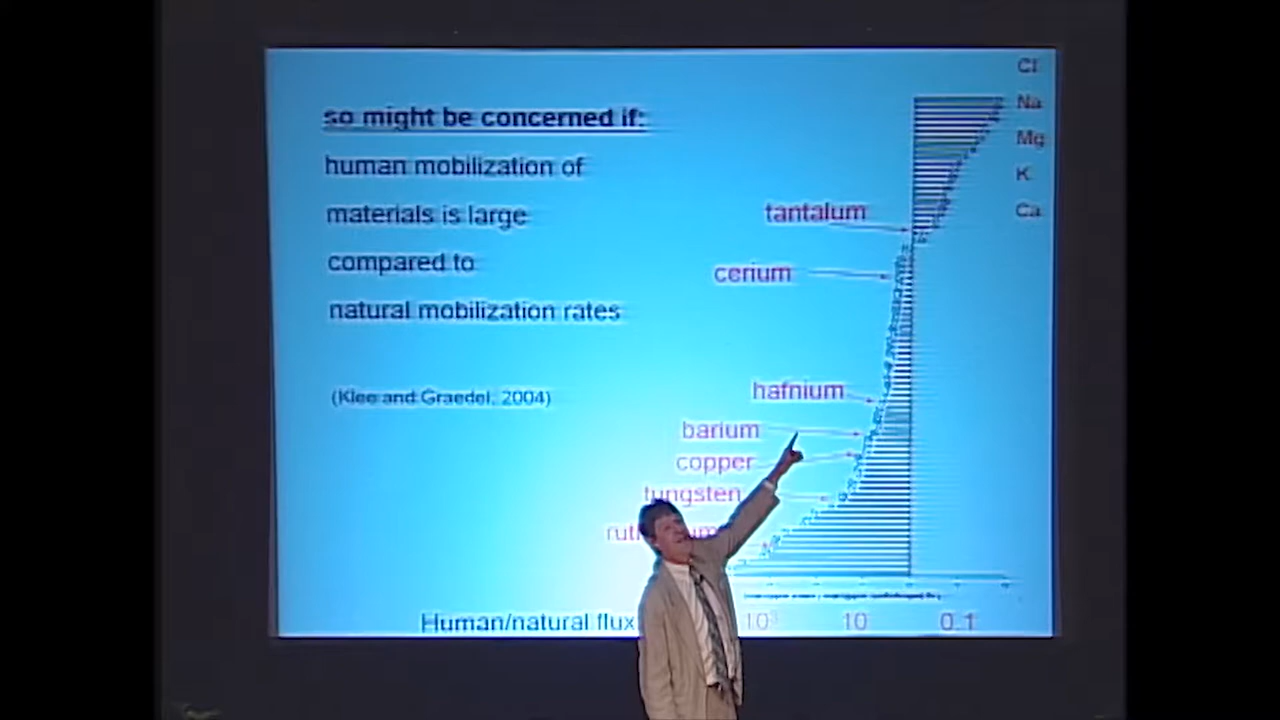 so might be concerned if:
human mobilization of
materials is large
compared to
natural mobilization rates
(Klee and Graedel, 2004)
Cl
Na
Mg
K
Ca
tantalum
cerium
hafnium
barium
copper
tungsten
Human/natural flux
10³ 10 0.1